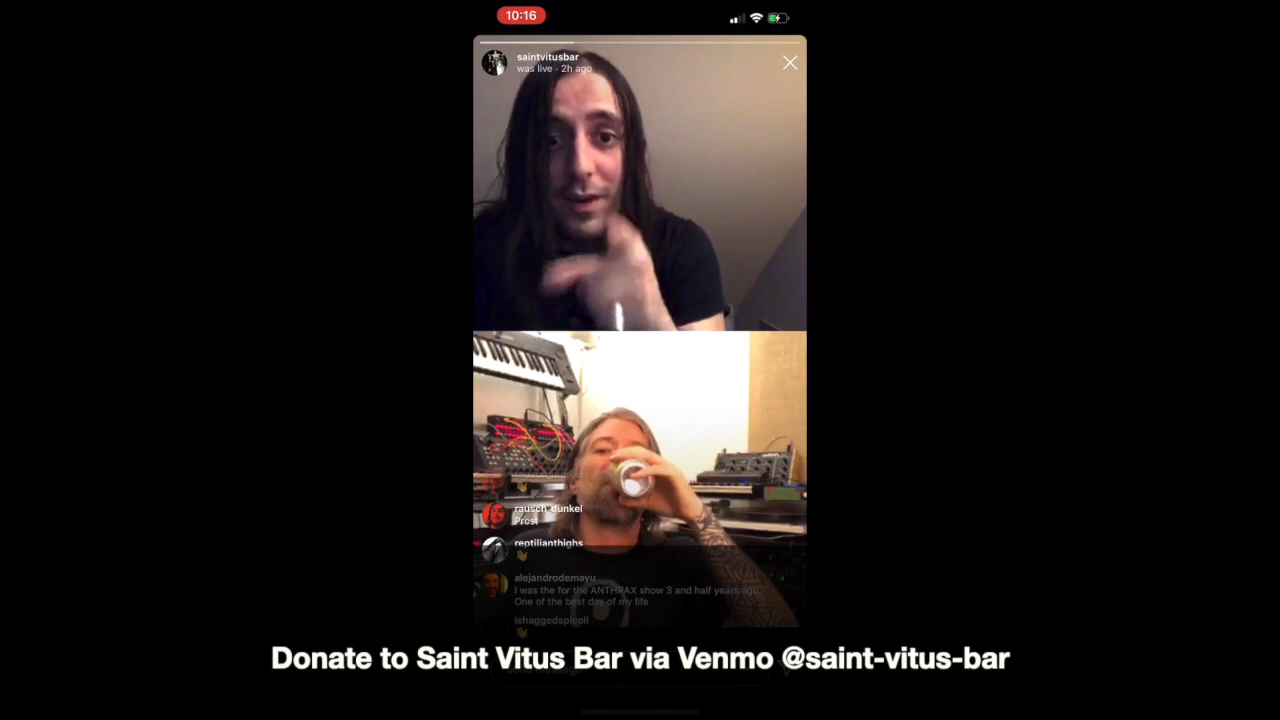 10:16
saintvitusbar
was live · 2h ago
rausch_dunkel
Prost
reptilianthighs
alejandrodemayu
I was the for the ANTHRAX show 3 and half years ago..
One of the best day of my life
ishaggedspicoli
Donate to Saint Vitus Bar via Venmo @saint-vitus-bar